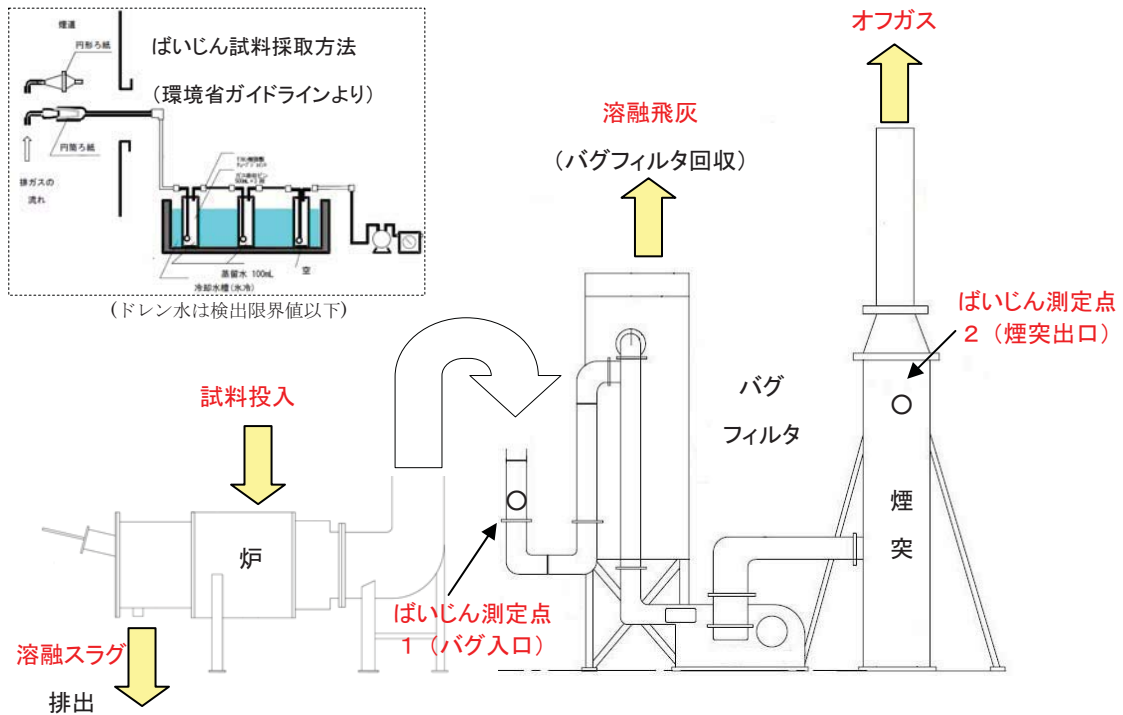 煙道
円形ろ紙
円筒ろ紙
排ガスの
流れ
ばいじん試料採取方法
（環境省ガイドラインより）
蒸留水 100mL
空
冷却水槽(氷冷)
(ドレン水は検出限界値以下)
オフガス
溶融飛灰
（バグフィルタ回収）
ばいじん測定点
２（煙突出口）
試料投入
バグ
フィルタ
炉
煙
突
ばいじん測定点
１（バグ入口）
溶融スラグ
排出